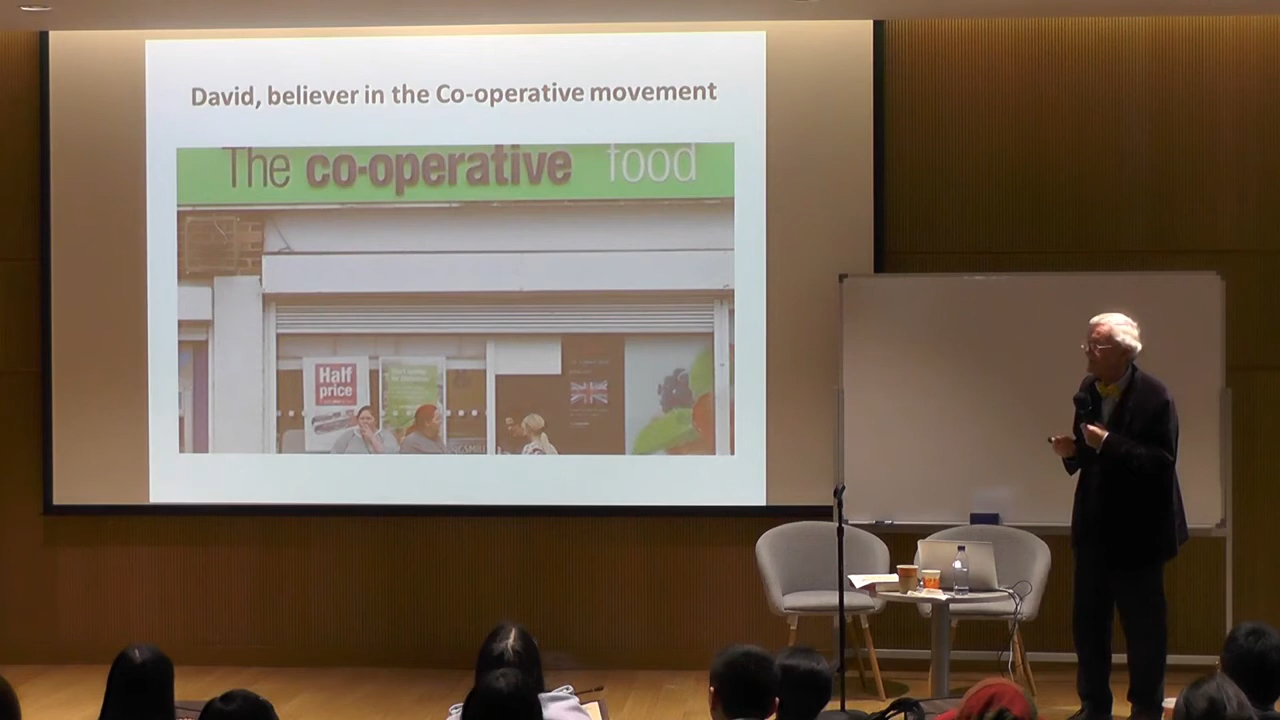 David, believer in the Co-operative movement
The co-operative food
Half
price